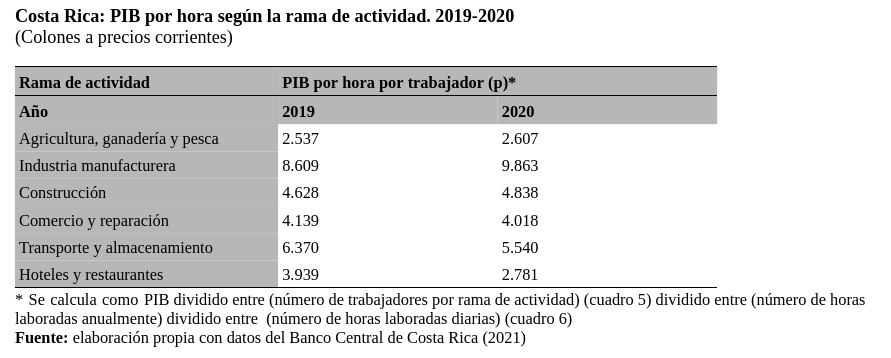 Costa Rica: PIB por hora según la rama de actividad. 2019-2020
(Colones a precios corrientes)
Rama de actividad PIB por hora por trabajador (p)*
Año 2019 2020
Agricultura, ganadería y pesca 2.537 2.607
Industria manufacturera 8.609 9.863
Construcción 4.628 4.838
Comercio y reparación 4.139 4.018
Transporte y almacenamiento 6.370 5.540
Hoteles y restaurantes 3.939 2.781
* Se calcula como PIB dividido entre (número de trabajadores por rama de actividad) (cuadro 5) dividido entre (número de horas
laboradas anualmente) dividido entre (número de horas laboradas diarias) (cuadro 6)
Fuente: elaboración propia con datos del Banco Central de Costa Rica (2021)